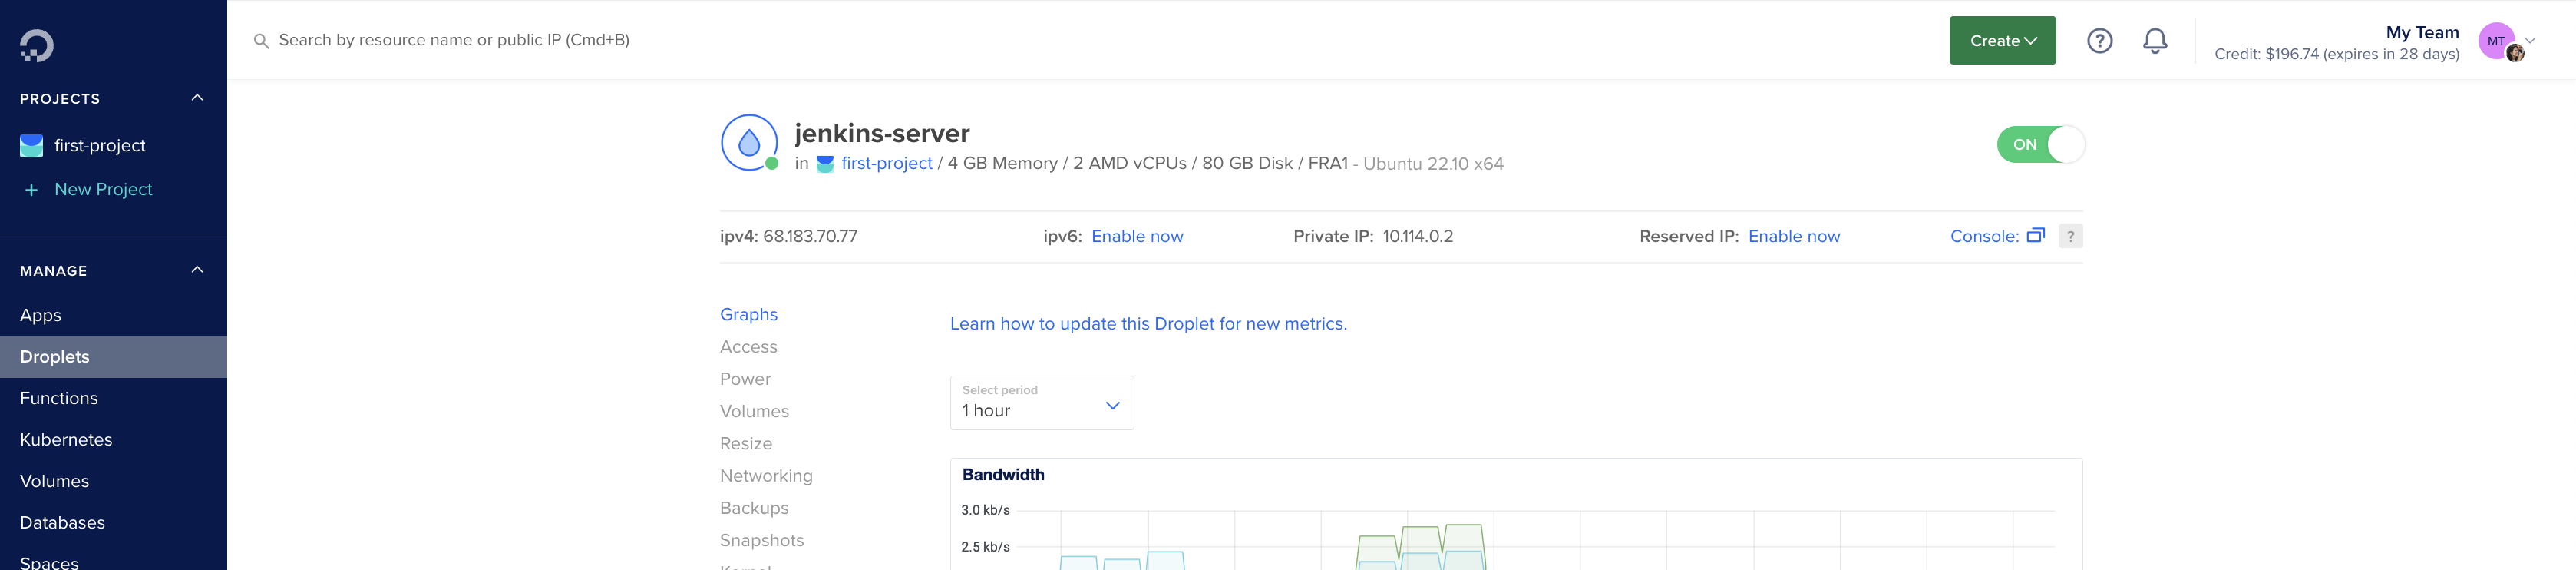 Search by resource name or public IP (Cmd+B)
Create
?
My Team
Credit: $196.74 (expires in 28 days)
MT
PROJECTS
first-project
+ New Project
MANAGE
Apps
Droplets
Functions
Kubernetes
Volumes
Databases
Spaces
jenkins-server
in first-project / 4 GB Memory / 2 AMD vCPUs / 80 GB Disk / FRA1 - Ubuntu 22.10 x64
ON
ipv4: 68.183.70.77
ipv6: Enable now
Private IP: 10.114.0.2
Reserved IP: Enable now
Console: ?
Graphs
Access
Power
Volumes
Resize
Networking
Backups
Snapshots
Kernel
Learn how to update this Droplet for new metrics.
Select period
1 hour
Bandwidth
3.0 kb/s
2.5 kb/s